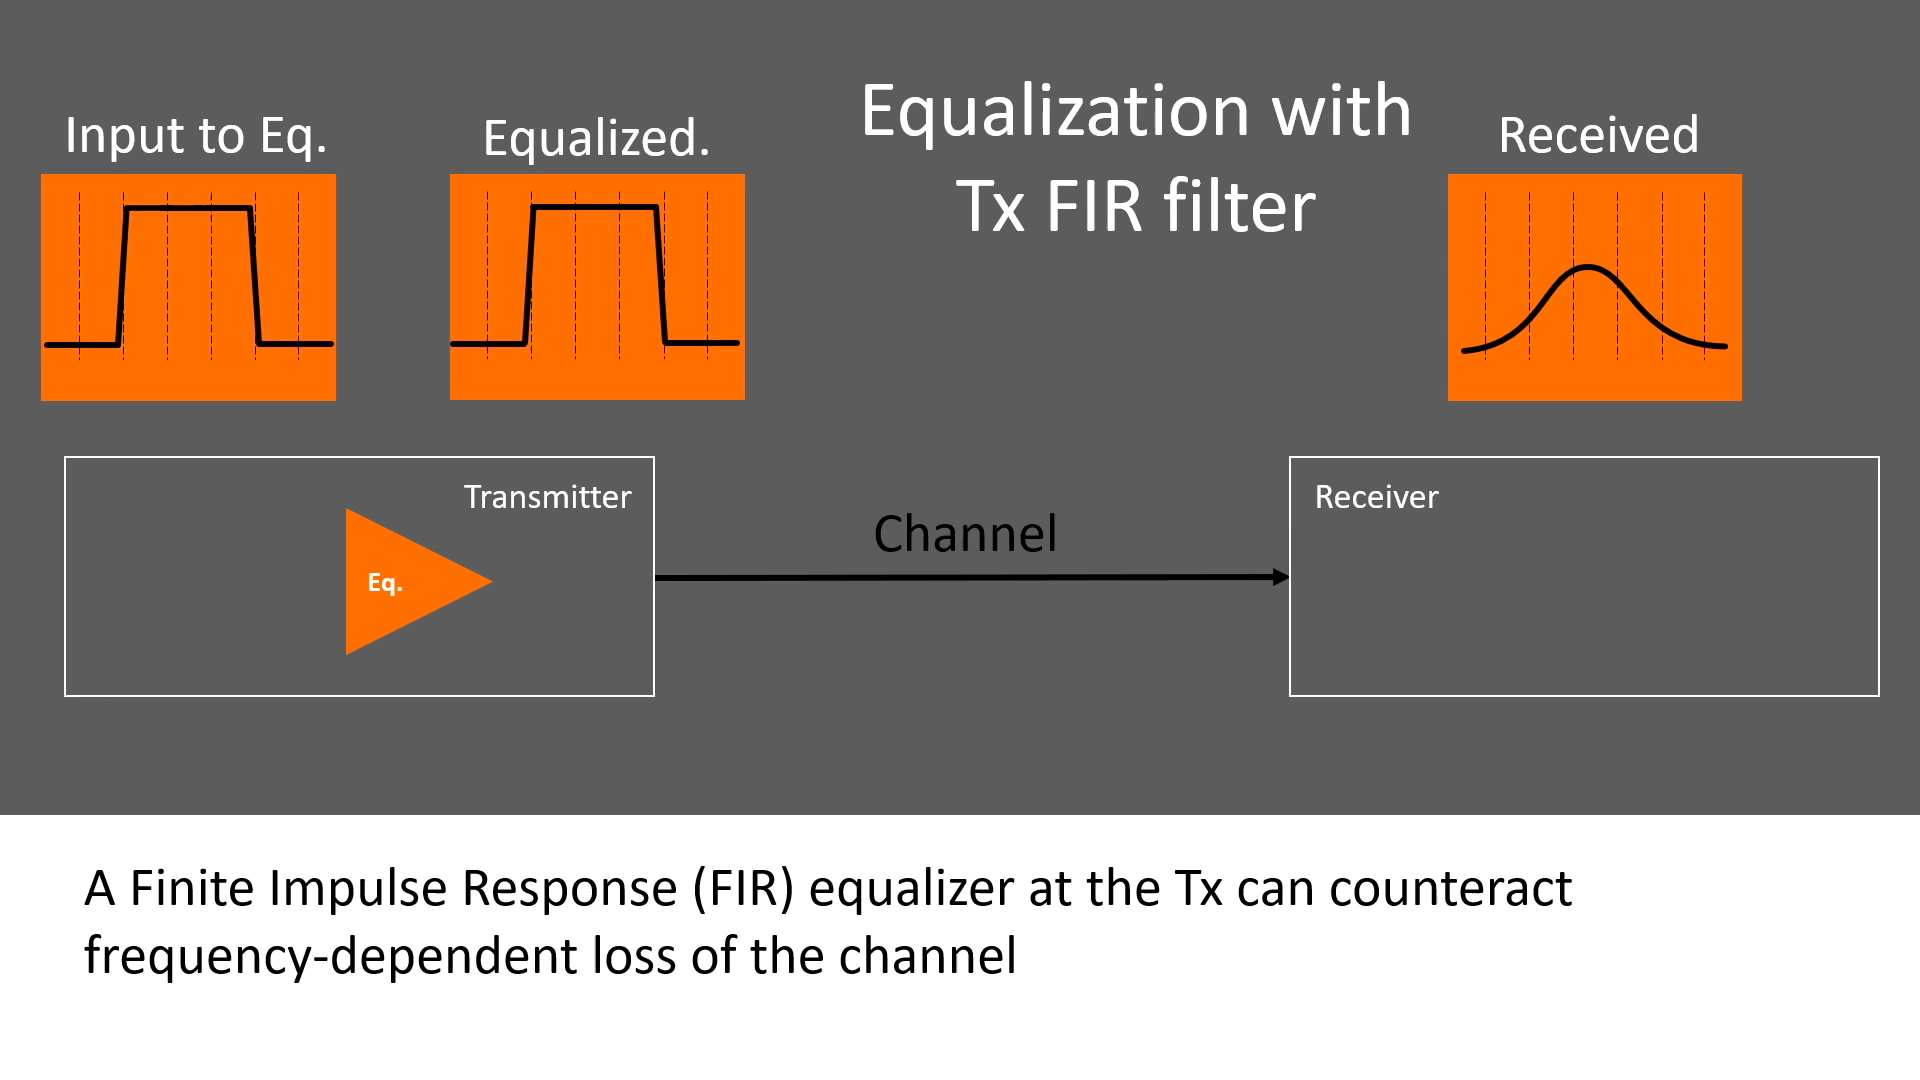 Equalization with
Tx FIR filter
Input to Eq.
Equalized.
Received
Transmitter
Eq.
Channel
Receiver
A Finite Impulse Response (FIR) equalizer at the Tx can counteract
frequency-dependent loss of the channel